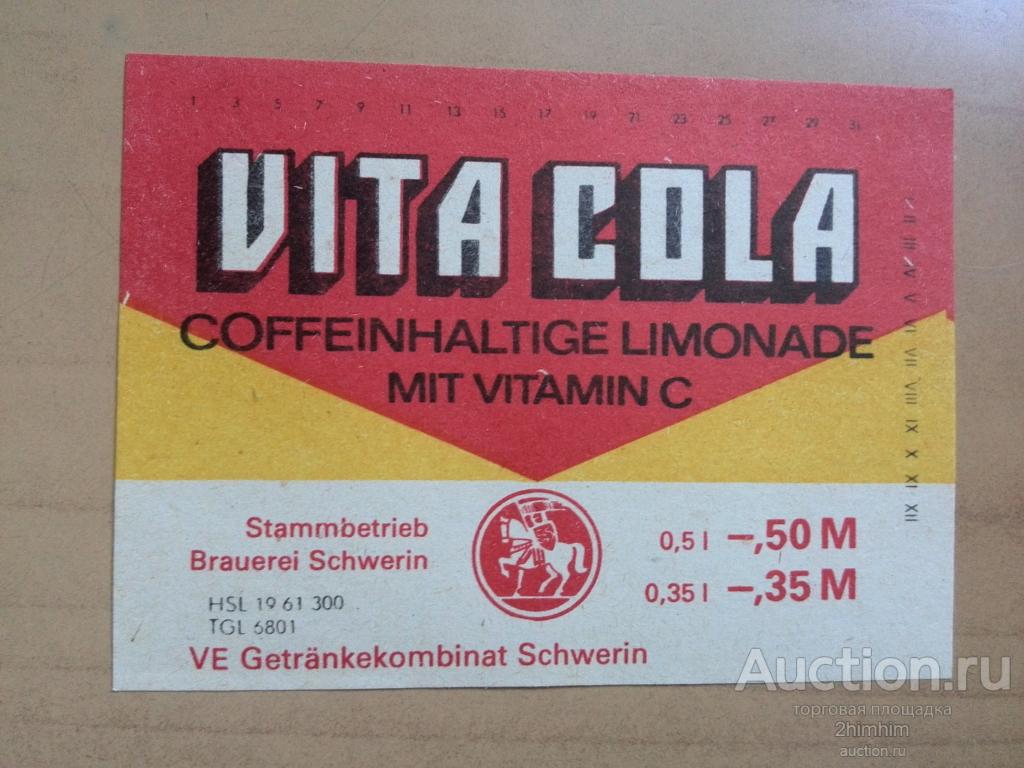 1 3 5 7 9 11 13 15 17 19 21 23 25 27 29 31
VITA COLA
COFFEINHALTIGE LIMONADE
MIT VITAMIN C
I II III IV V VI VII VIII IX X XI XII
Stammbetrieb
Brauerei Schwerin
HSL 19 61 300
TGL 6801
VE Getränkekombinat Schwerin
0,5 l –,50 M
0,35 l –,35 M
Auction.ru
торговая площадка
2himhim
auction.ru